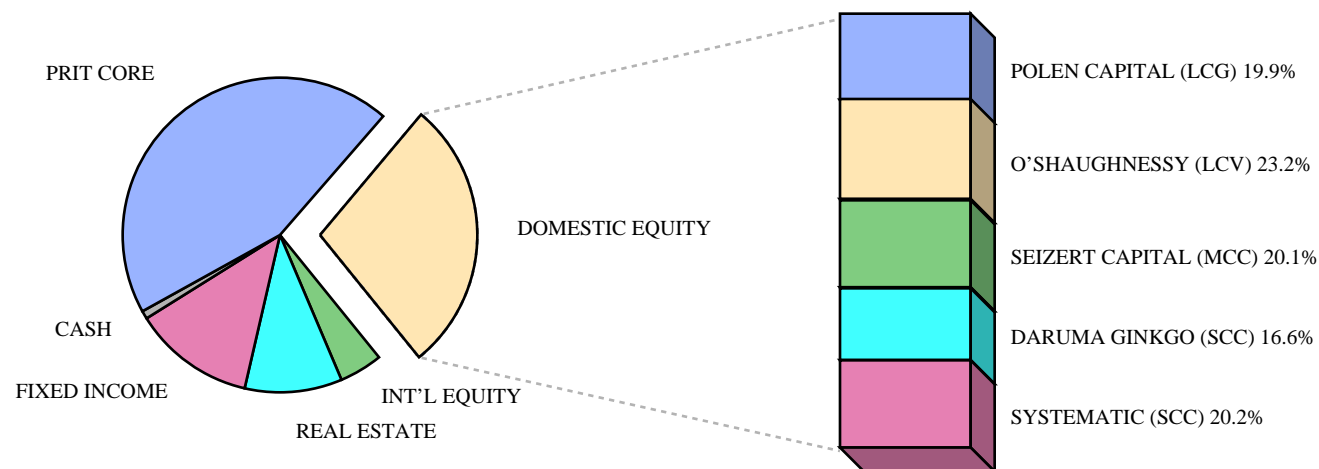 PRIT CORE
DOMESTIC EQUITY
CASH
FIXED INCOME
INT'L EQUITY
REAL ESTATE
POLEN CAPITAL (LCG) 19.9%
O'SHAUGHNESSY (LCV) 23.2%
SEIZERT CAPITAL (MCC) 20.1%
DARUMA GINKGO (SCC) 16.6%
SYSTEMATIC (SCC) 20.2%